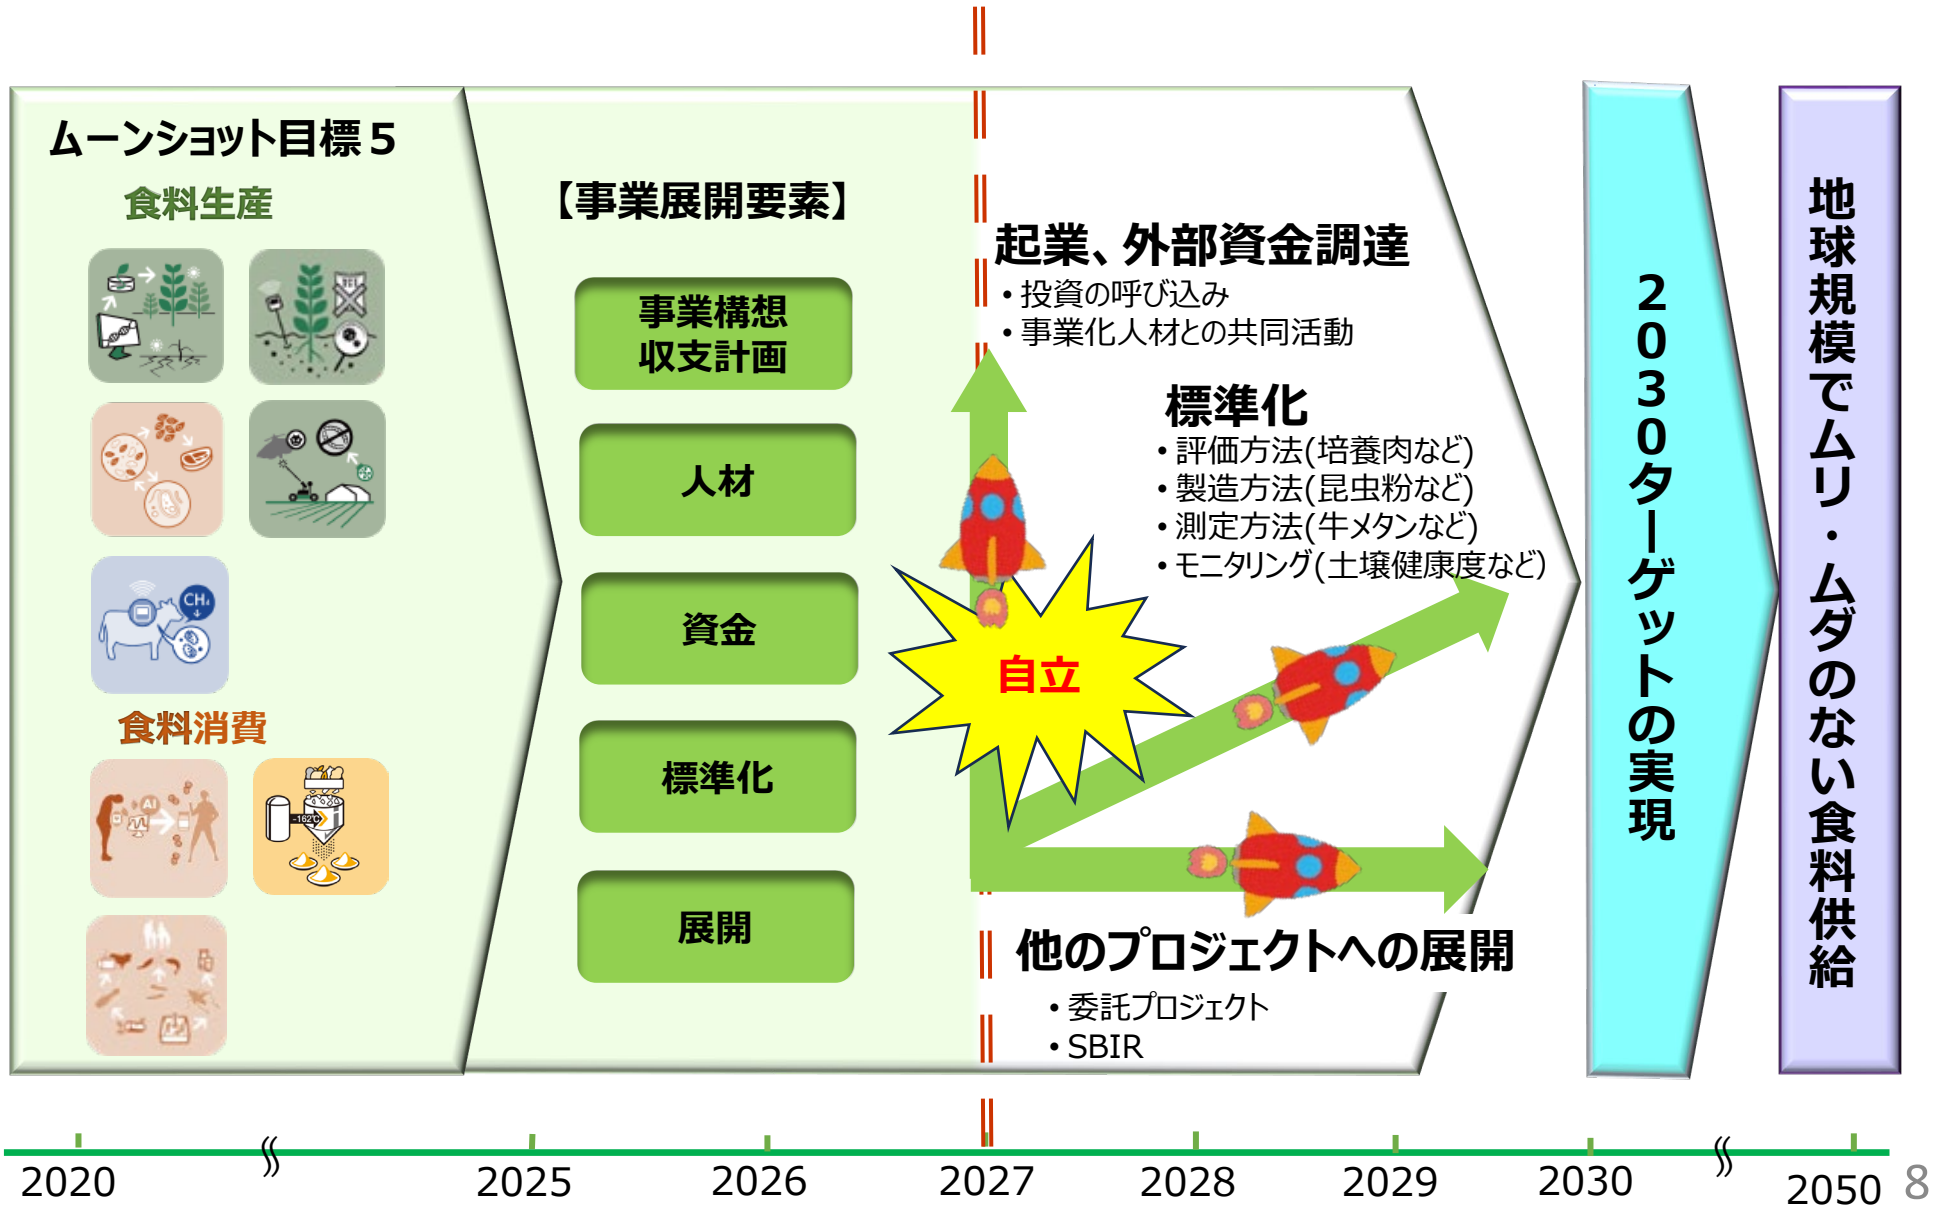 ムーンショット目標５
食料生産
CH₄
食料消費
AI
-162℃
【事業展開要素】
事業構想
収支計画
人材
資金
標準化
展開
起業、外部資金調達
・投資の呼び込み
・事業化人材との共同活動
標準化
・評価方法(培養肉など)
・製造方法(昆虫粉など)
・測定方法(牛メタンなど)
・モニタリング(土壌健康度など)
自立
他のプロジェクトへの展開
・委託プロジェクト
・SBIR
2030ターゲットの実現
地球規模でムリ・ムダのない食料供給
2020
2025
2026
2027
2028
2029
2030
2050
8